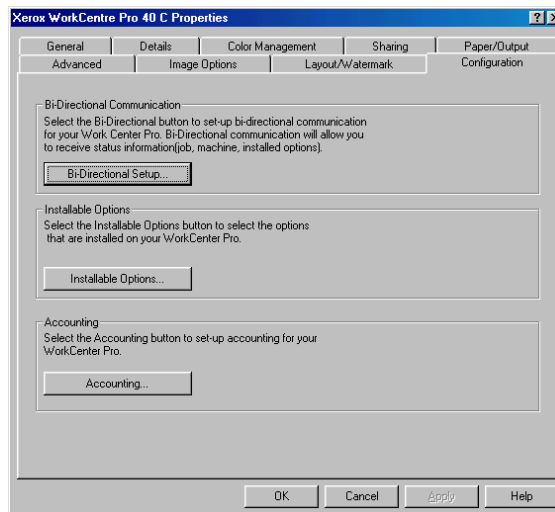 Xerox WorkCentre Pro 40 C Properties
General Details Color Management Sharing Paper/Output
Advanced Image Options Layout/Watermark Configuration
Bi-Directional Communication
Select the Bi-Directional button to set-up bi-directional communication
for your Work Center Pro. Bi-Directional communication will allow you
to receive status information(job, machine, installed options).
Bi-Directional Setup...
Installable Options
Select the Installable Options button to select the options
that are installed on your WorkCenter Pro.
Installable Options...
Accounting
Select the Accounting button to set-up accounting for your
WorkCenter Pro.
Accounting...
OK Cancel Apply Help